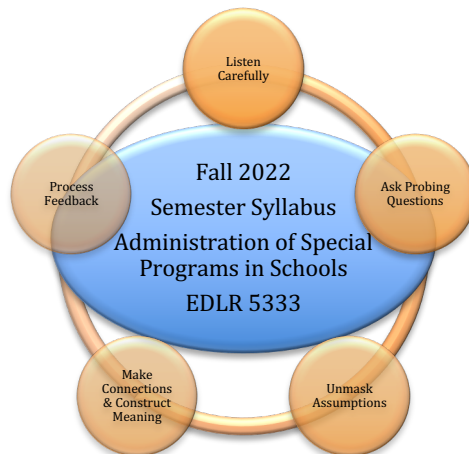 Listen
Carefully
Process
Feedback
Fall 2022
Semester Syllabus
Administration of Special
Programs in Schools
EDLR 5333
Ask Probing
Questions
Make
Connections
& Construct
Meaning
Unmask
Assumptions